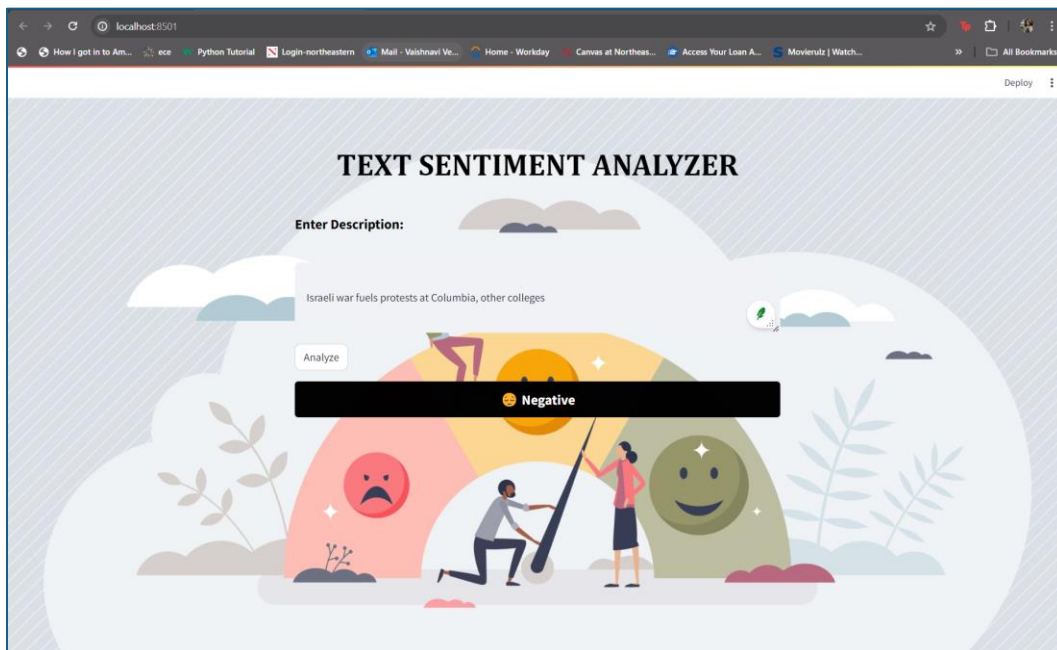 localhost:8501
How I got in to Am... ece Python Tutorial Login-northeastern Mail - Vaishnavi Ve... Home - Workday Canvas at Northeas... Access Your Loan A... Movierulz | Watch... » All Bookmarks
Deploy
TEXT SENTIMENT ANALYZER
Enter Description:
Israeli war fuels protests at Columbia, other colleges
Analyze
😔 Negative